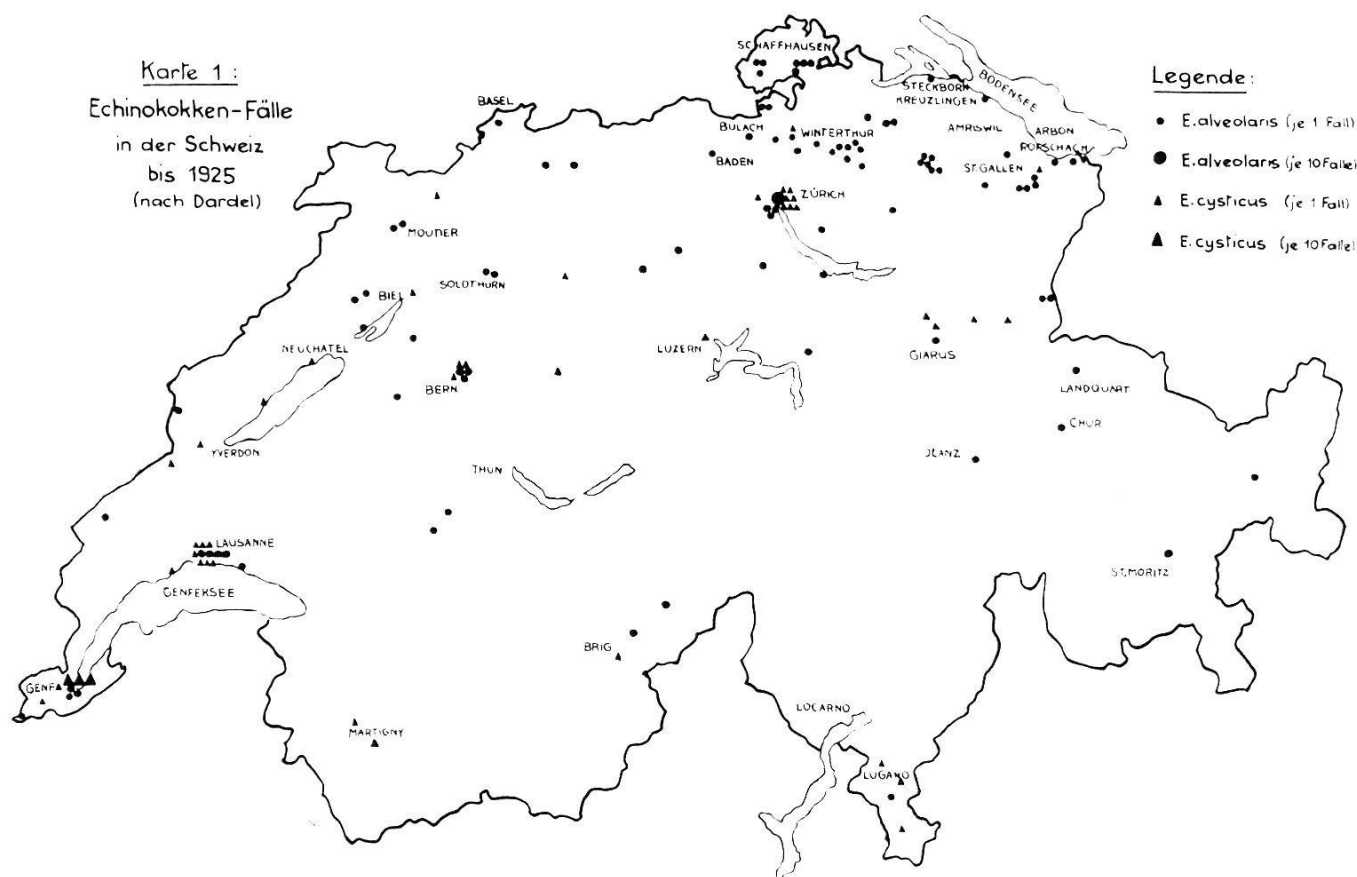 Karte 1 :
Echinokokken-Fälle
in der Schweiz
bis 1925
(nach Dardel)
Legende:
E.alveolaris (je 1 Fall)
E.alveolaris (je 10 Fälle)
E.cysticus (je 1 Fall)
E.cysticus (je 10 Fälle)
SCHAFFHAUSEN
BODENSEE
STECKBORN
KREUZLINGEN
BASEL
BÜLACH
WINTERTHUR
AMRISWIL
ARBON
RORSCHACH
BADEN
ST.GALLEN
ZÜRICH
MOUTIER
SOLOTHURN
BIEL
NEUCHATEL
LUZERN
GLARUS
BERN
LANDQUART
CHUR
YVERDON
THUN
JLANZ
LAUSANNE
ST.MORITZ
GENFERSEE
BRIG
GENF
LOCARNO
MARTIGNY
LUGANO